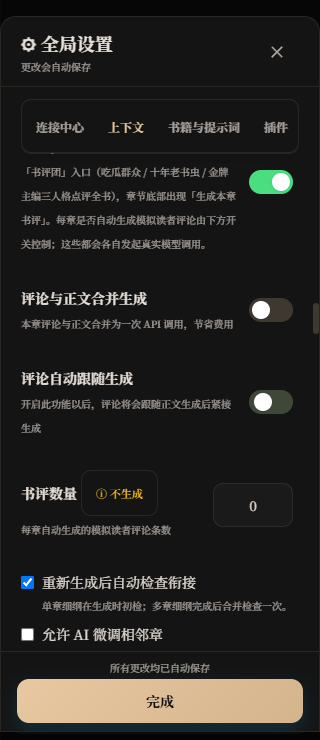 全局设置
更改会自动保存
连接中心 上下文 书籍与提示词 插件
「书评团」入口（吃瓜群众 / 十年老书虫 / 金牌
主编三人格点评全书），章节底部出现「生成本章
书评」。每章是否自动生成模拟读者评论由下方开
关控制；这些都会各自发起真实模型调用。
评论与正文合并生成
本章评论与正文合并为一次 API 调用，节省费用
评论自动跟随生成
开启此功能以后，评论将会跟随正文生成后紧接
生成
书评数量 ⓘ 不生成 0
每章自动生成的模拟读者评论条数
重新生成后自动检查衔接
单章细纲在生成时初检；多章细纲完成后合并检查一次。
允许 AI 微调相邻章
所有更改均已自动保存
完成